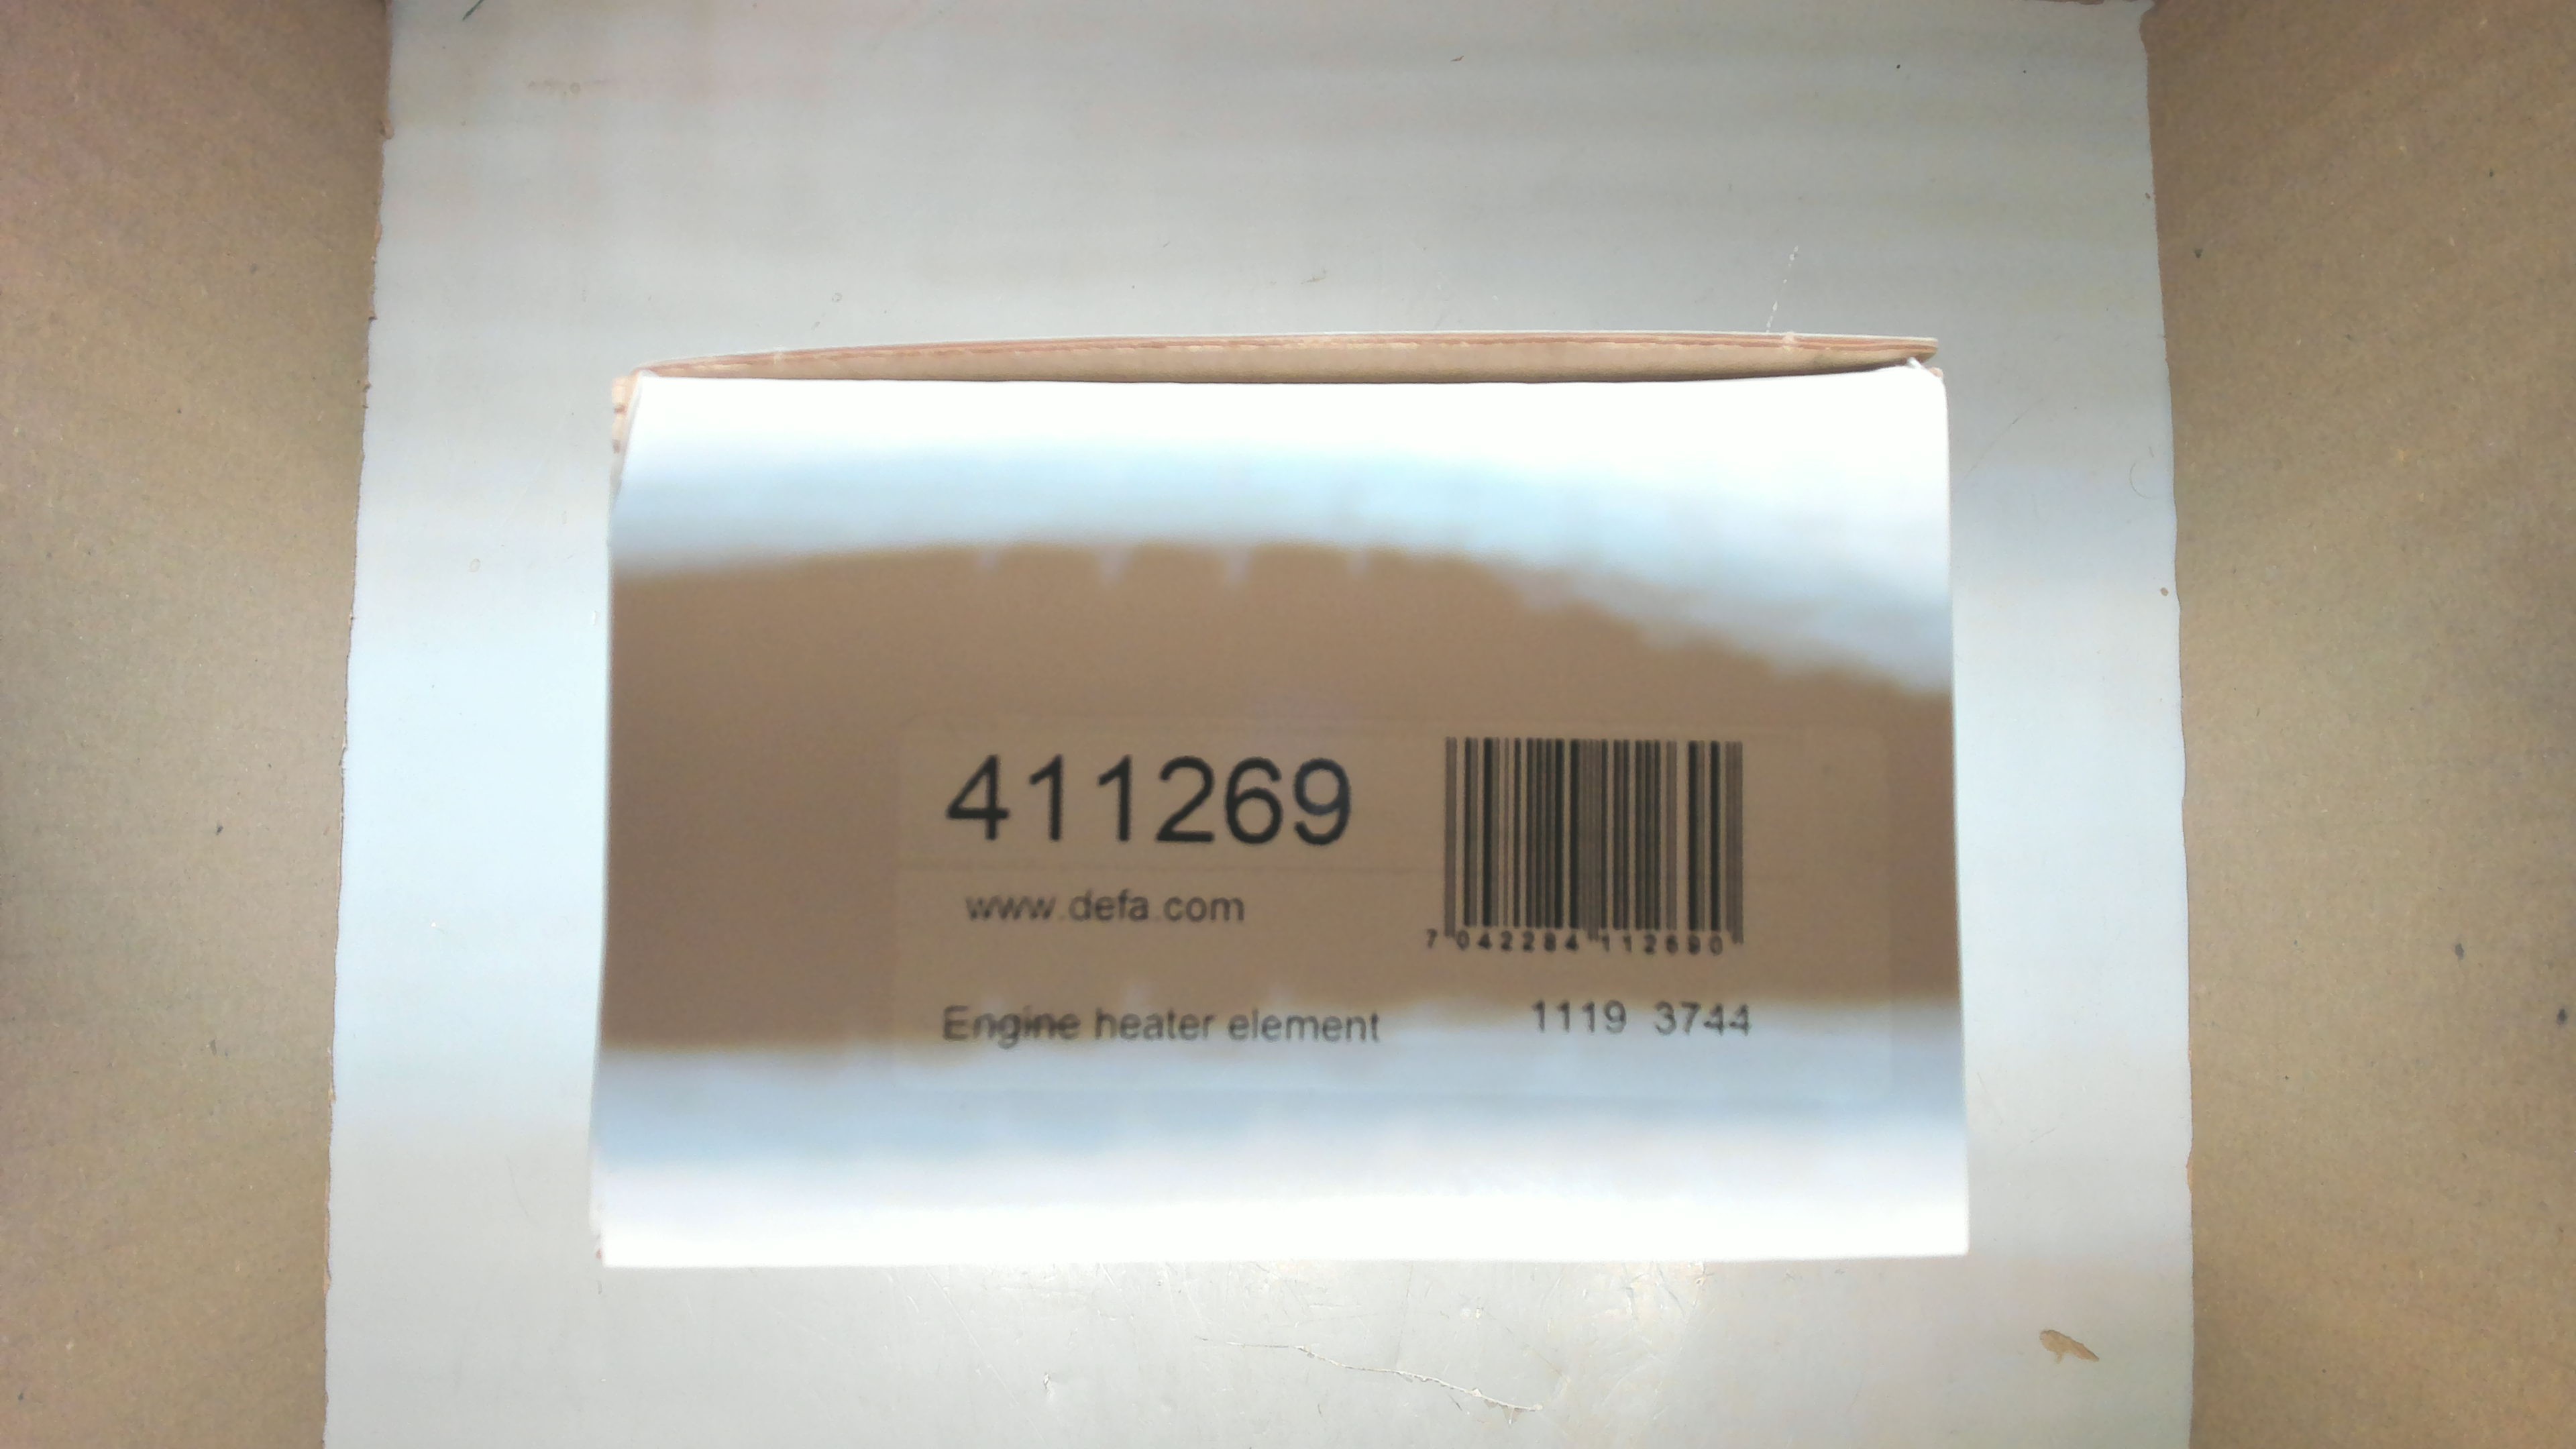 411269
www.defa.com
7 042284 112690
Engine heater element
1119 3744